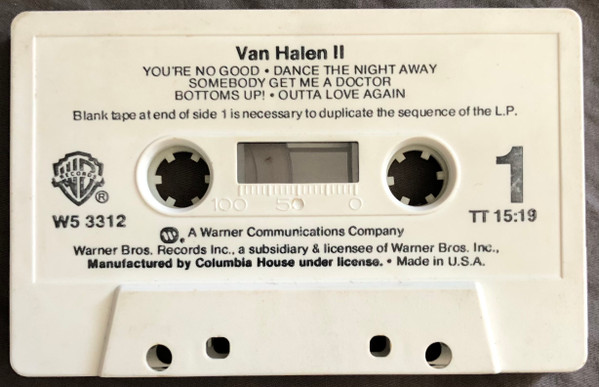 Van Halen II
YOU'RE NO GOOD • DANCE THE NIGHT AWAY
SOMEBODY GET ME A DOCTOR
BOTTOMS UP! • OUTTA LOVE AGAIN
Blank tape at end of side 1 is necessary to duplicate the sequence of the L.P.
WB
RECORDS
®
1
W5 3312
100 50 0
TT 15:19
A Warner Communications Company
Warner Bros. Records Inc., a subsidiary & licensee of Warner Bros. Inc.,
Manufactured by Columbia House under license. • Made in U.S.A.